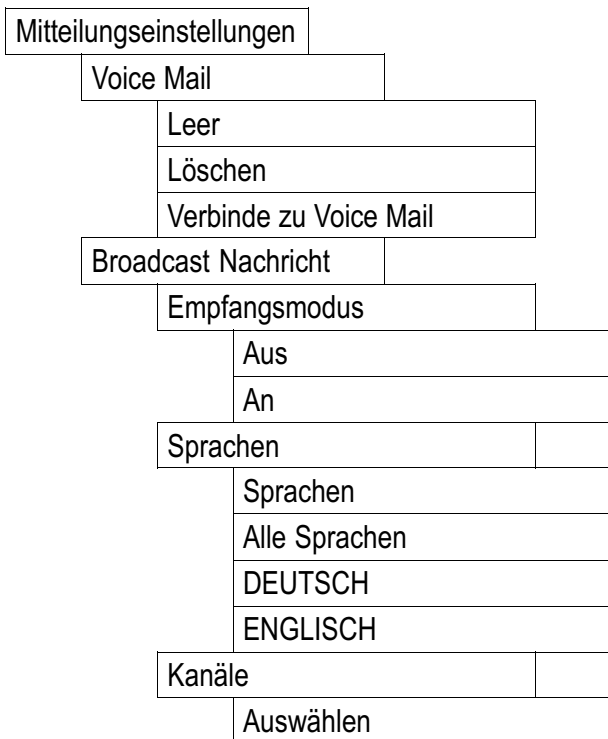 Mitteilungseinstellungen
Voice Mail
Leer
Löschen
Verbinde zu Voice Mail
Broadcast Nachricht
Empfangsmodus
Aus
An
Sprachen
Sprachen
Alle Sprachen
DEUTSCH
ENGLISCH
Kanäle
Auswählen